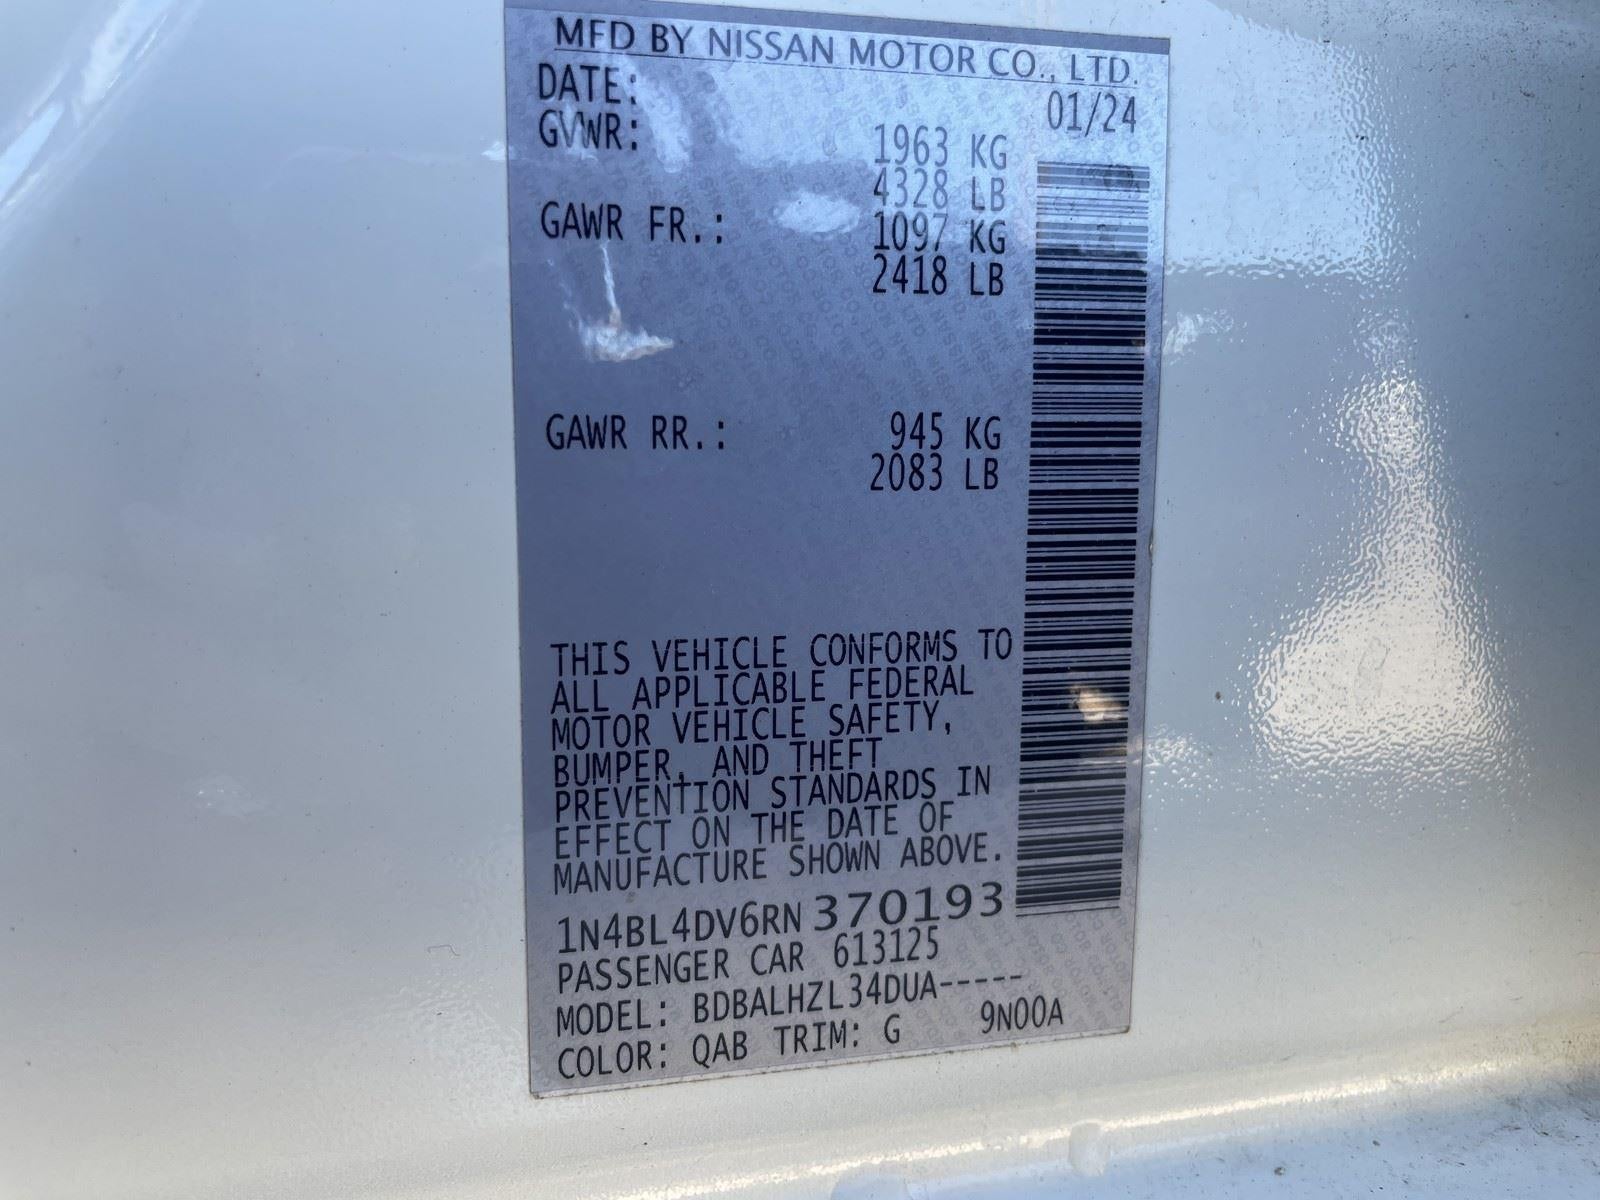 MFD BY NISSAN MOTOR CO., LTD.
DATE: 01/24
GVWR: 1963 KG
4328 LB
GAWR FR.: 1097 KG
2418 LB
GAWR RR.: 945 KG
2083 LB
THIS VEHICLE CONFORMS TO
ALL APPLICABLE FEDERAL
MOTOR VEHICLE SAFETY,
BUMPER, AND THEFT
PREVENTION STANDARDS IN
EFFECT ON THE DATE OF
MANUFACTURE SHOWN ABOVE.
1N4BL4DV6RN370193
PASSENGER CAR 613125
MODEL: BDBALHZL34DUA-----
COLOR: QAB TRIM: G 9N00A